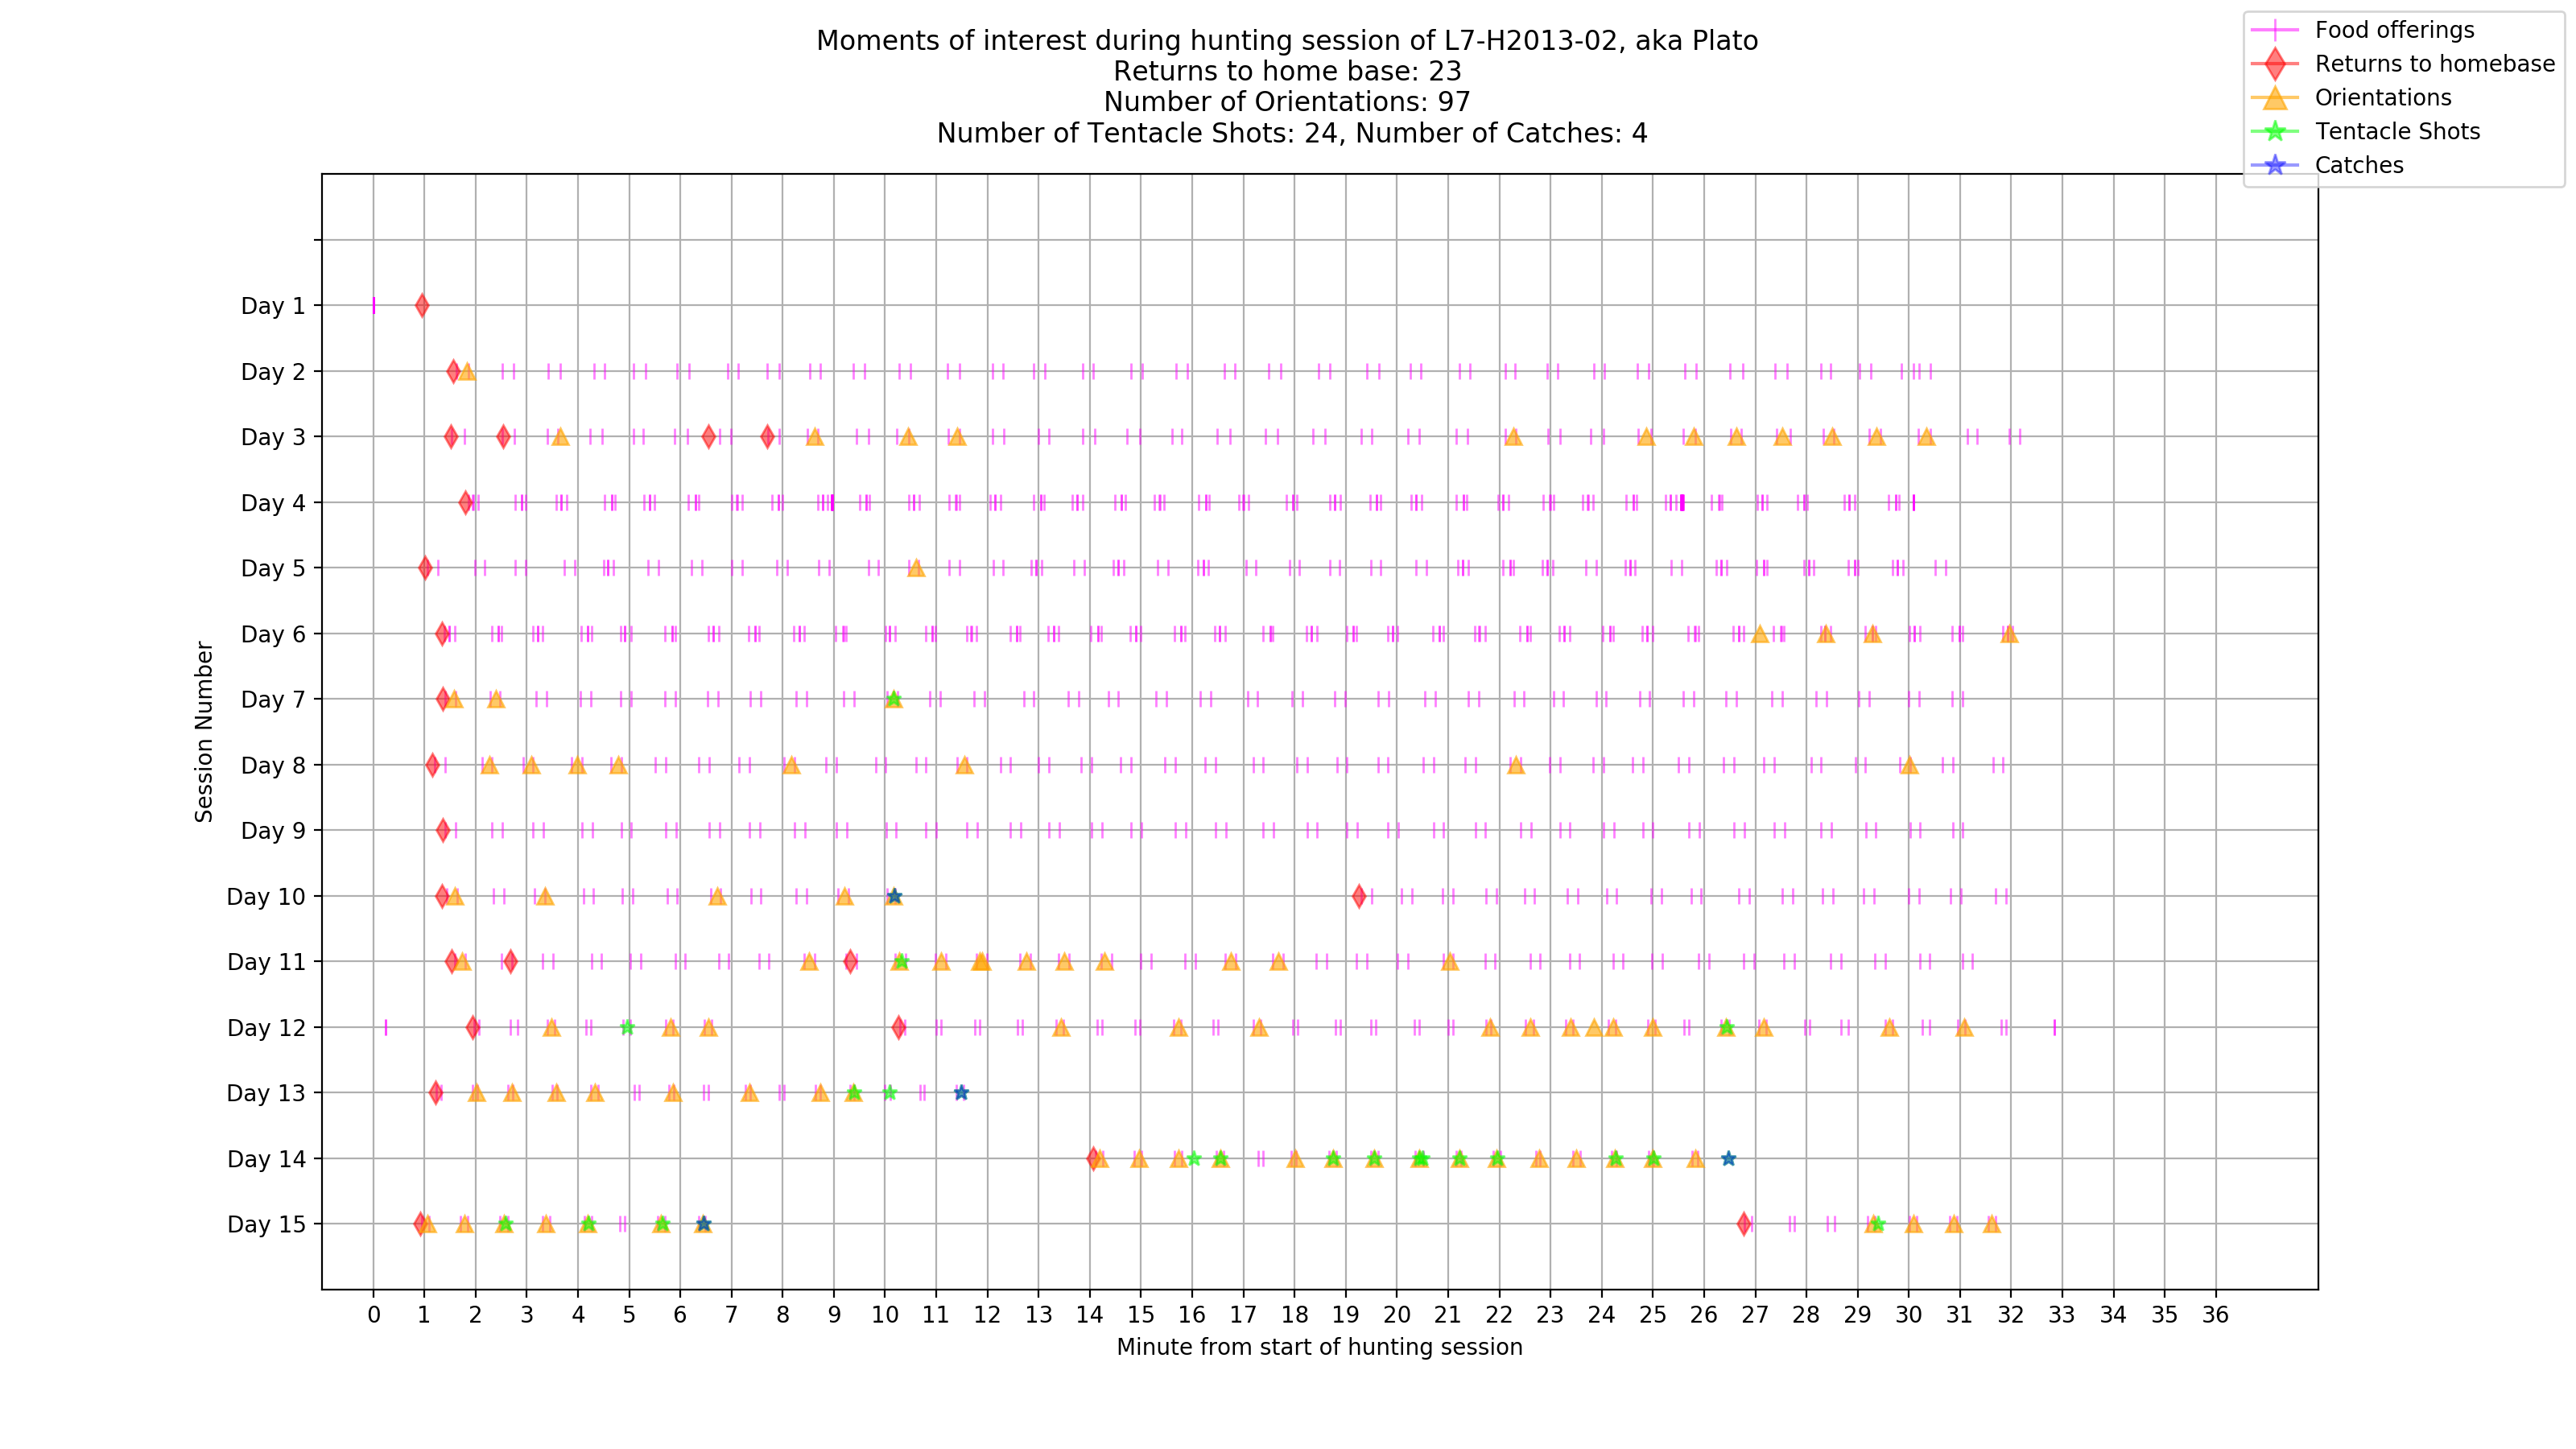 Moments of interest during hunting session of L7-H2013-02, aka Plato
Returns to home base: 23
Number of Orientations: 97
Number of Tentacle Shots: 24, Number of Catches: 4
Food offerings
Returns to homebase
Orientations
Tentacle Shots
Catches
Session Number
Day 1
Day 2
Day 3
Day 4
Day 5
Day 6
Day 7
Day 8
Day 9
Day 10
Day 11
Day 12
Day 13
Day 14
Day 15
0 1 2 3 4 5 6 7 8 9 10 11 12 13 14 15 16 17 18 19 20 21 22 23 24 25 26 27 28 29 30 31 32 33 34 35 36
Minute from start of hunting session